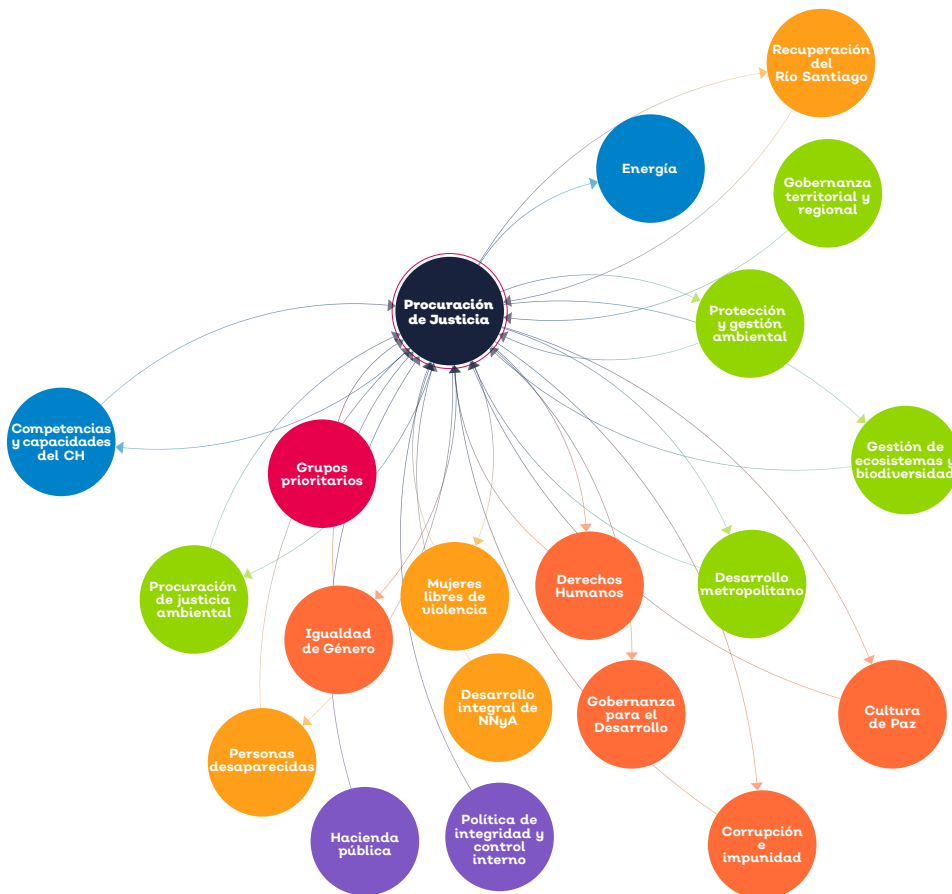 Recuperación
del
Río Santiago
Energía
Gobernanza
territorial y
regional
Procuración
de Justicia
Protección
y gestión
ambiental
Competencias
y capacidades
del CH
Grupos
prioritarios
Gestión de
ecosistemas y
biodiversidad
Procuración
de justicia
ambiental
Igualdad
de Género
Mujeres
libres de
violencia
Derechos
Humanos
Desarrollo
metropolitano
Personas
desaparecidas
Desarrollo
integral de
NNyA
Gobernanza
para el
Desarrollo
Cultura
de Paz
Hacienda
pública
Política de
integridad y
control
interno
Corrupción
e
impunidad